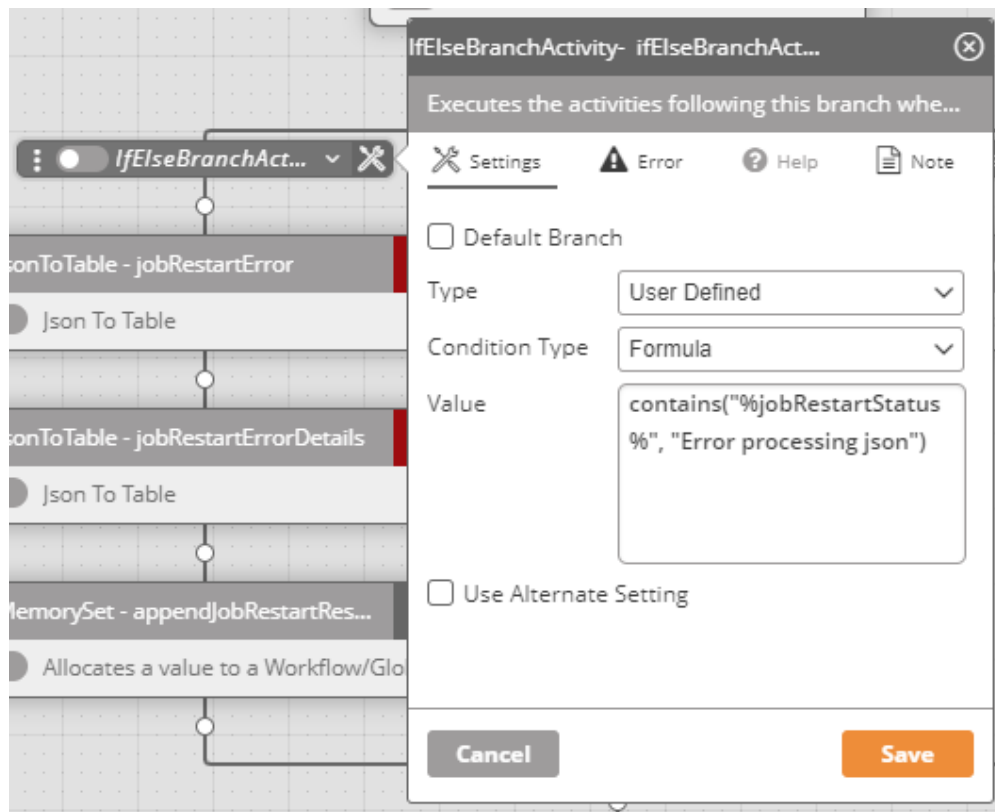 IfElseBranchActivity- ifElseBranchAct...
Executes the activities following this branch whe...
IfElseBranchAct...
Settings
Error
Help
Note
Default Branch
Type
User Defined
Condition Type
Formula
Value
contains("%jobRestartStatus
%", "Error processing json")
Use Alternate Setting
Cancel
Save
sonToTable - jobRestartError
Json To Table
sonToTable - jobRestartErrorDetails
Json To Table
MemorySet - appendJobRestartRes...
Allocates a value to a Workflow/Glo